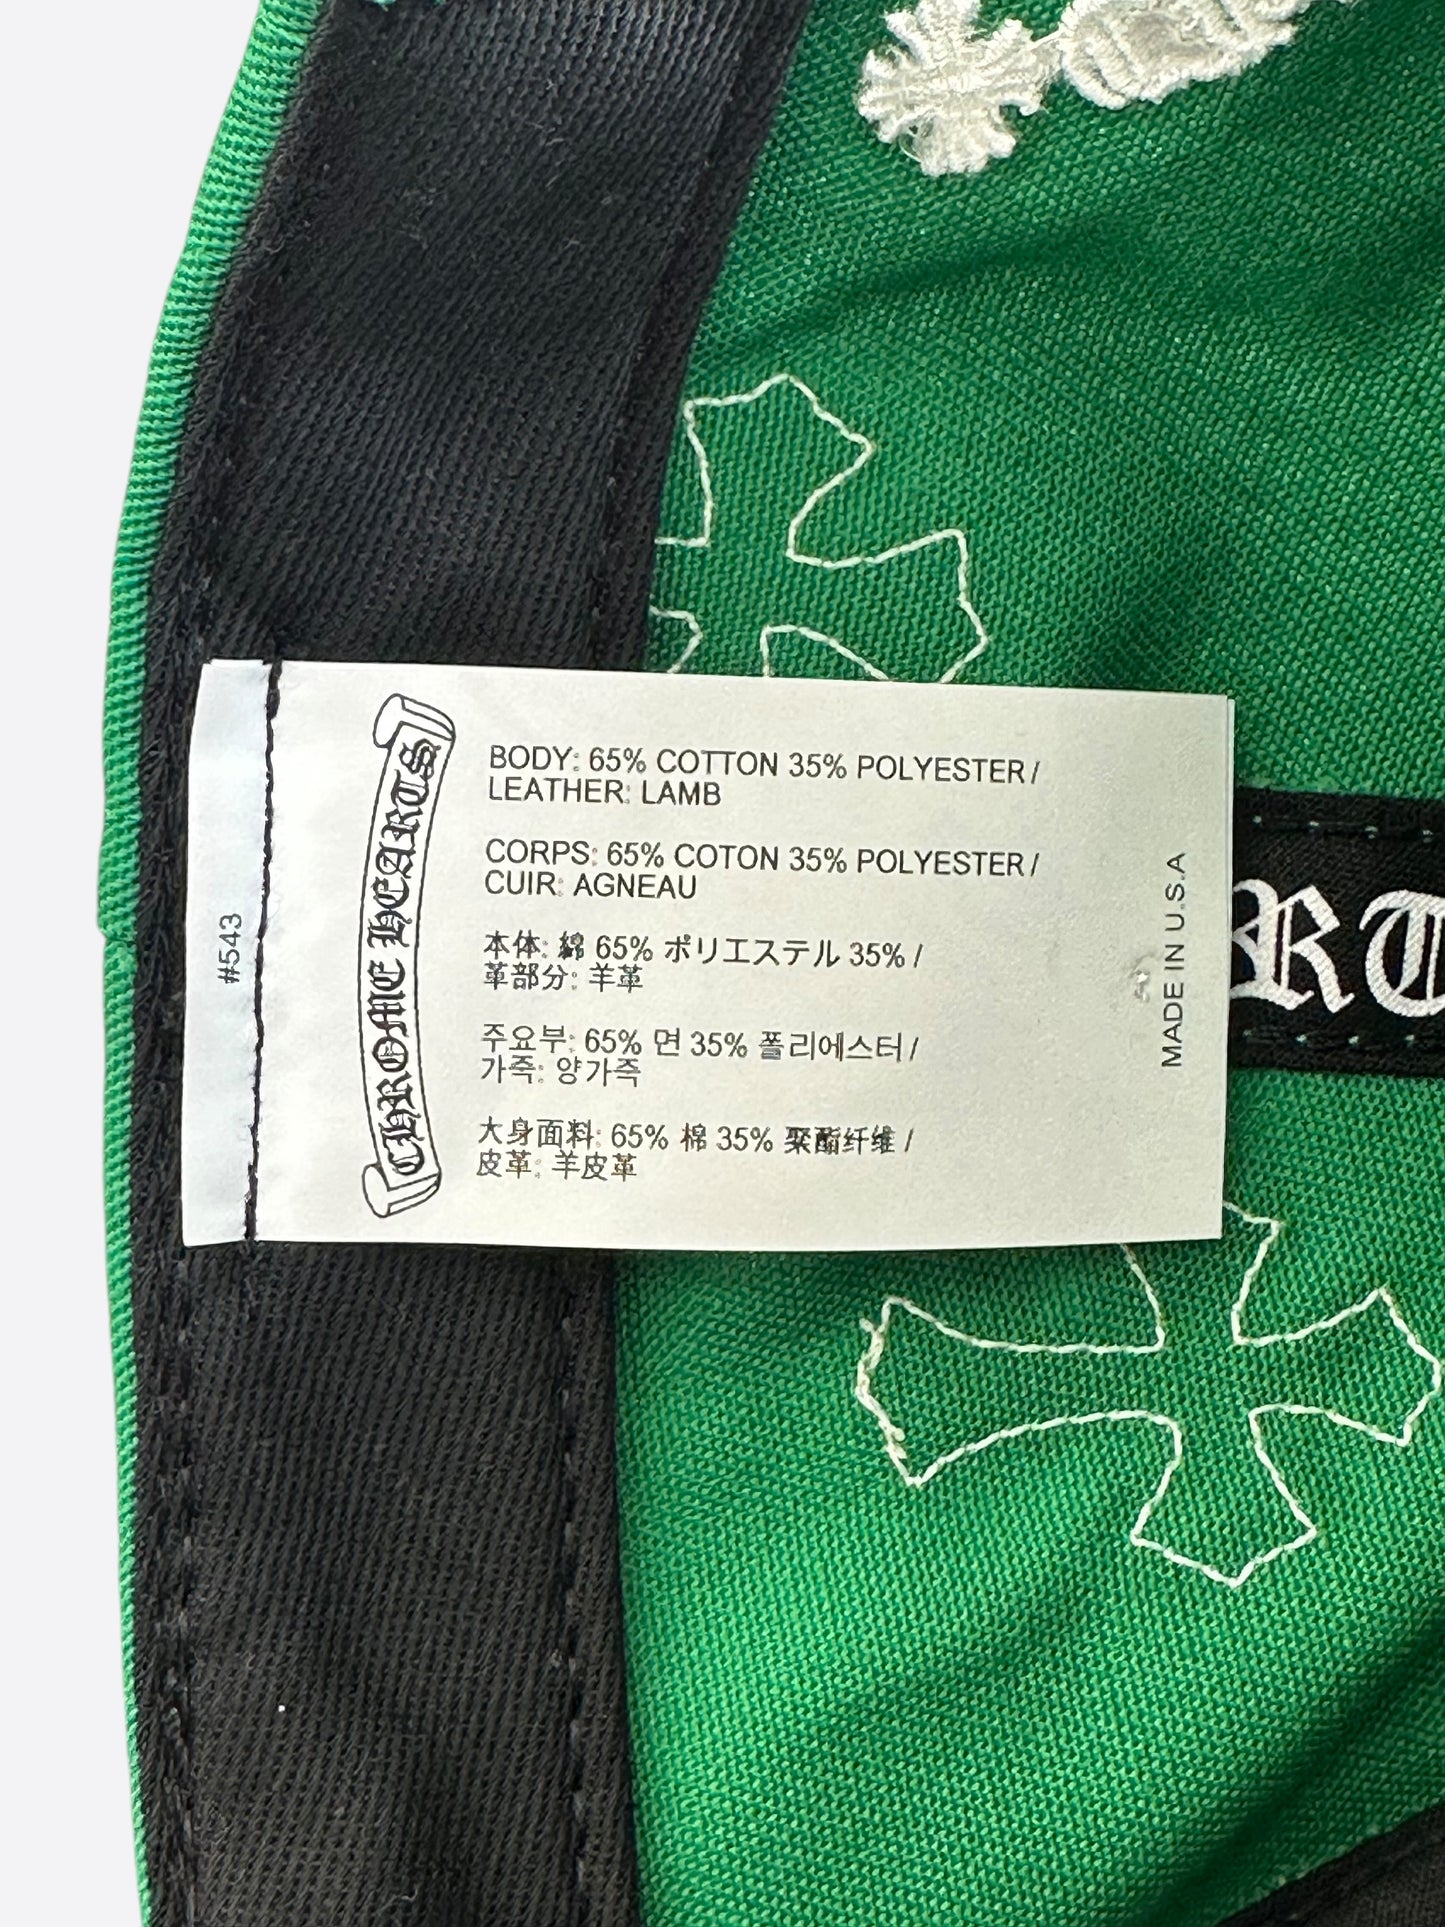 #543
CHROME HEARTS
BODY: 65% COTTON 35% POLYESTER /
LEATHER: LAMB
CORPS: 65% COTON 35% POLYESTER /
CUIR: AGNEAU
本体: 綿 65% ポリエステル 35% /
革部分: 羊革
주요부: 65% 면 35% 폴리에스터 /
가죽: 양가죽
大身面料: 65% 棉 35% 聚酯纤维 /
皮革: 羊皮革
MADE IN U.S.A
RT